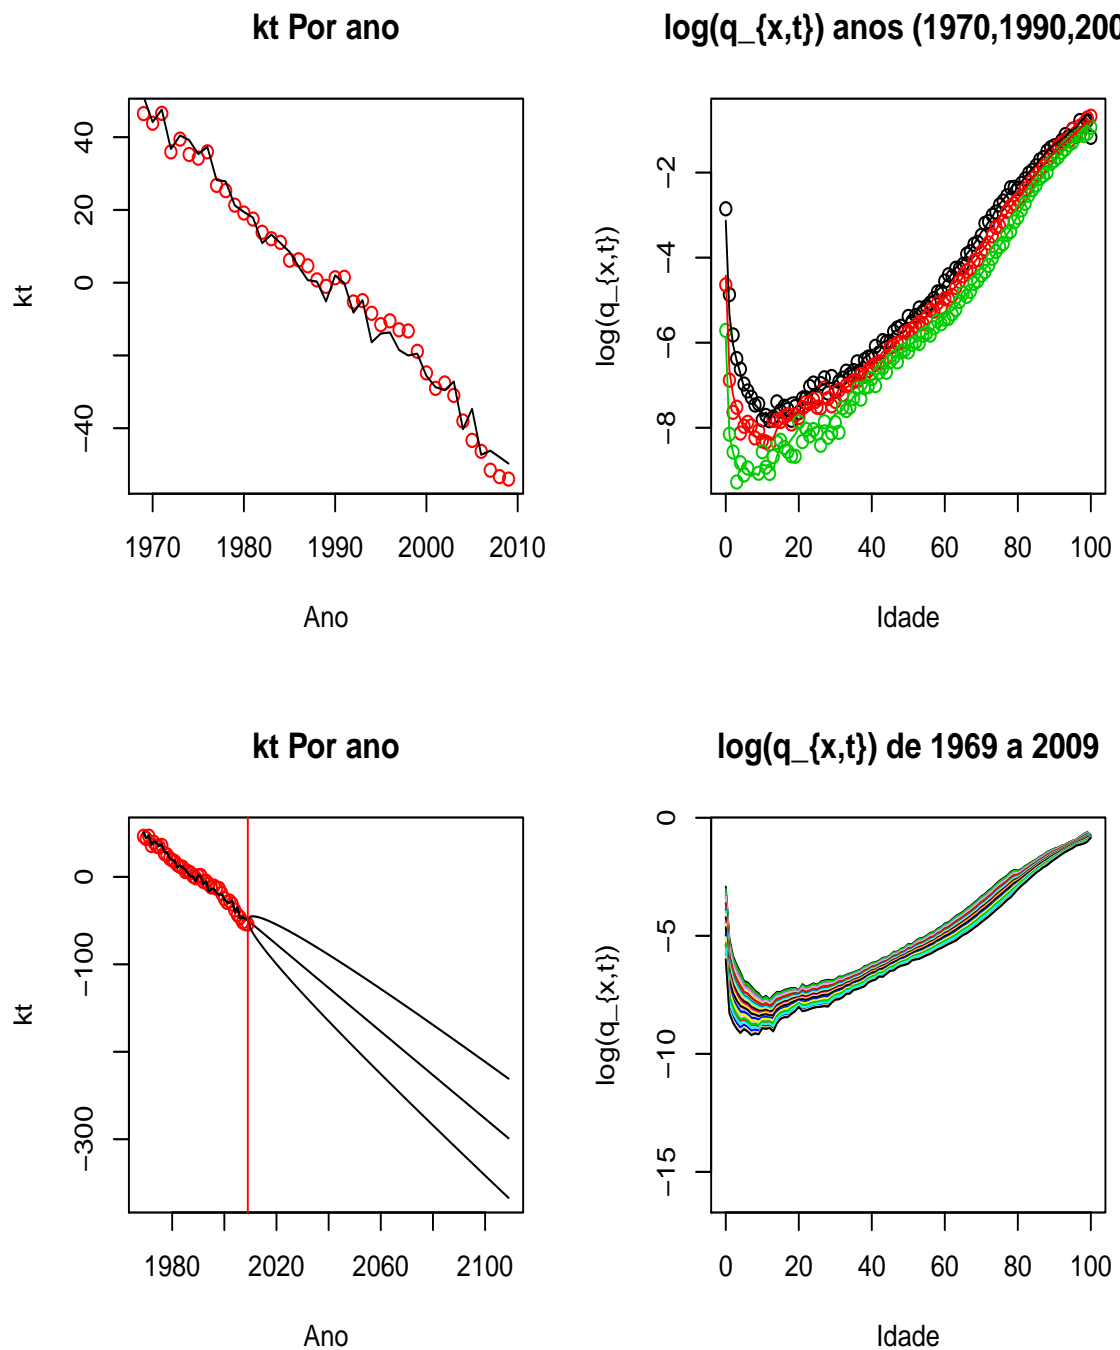 kt Por ano
log(q_{x,t}) anos (1970,1990,200
kt
40
20
0
−20
−40
1970 1980 1990 2000 2010
Ano
log(q_{x,t})
−2
−4
−6
−8
0 20 40 60 80 100
Idade
kt Por ano
log(q_{x,t}) de 1969 a 2009
kt
0
−100
−300
1980 2020 2060 2100
Ano
log(q_{x,t})
0
−5
−10
−15
0 20 40 60 80 100
Idade